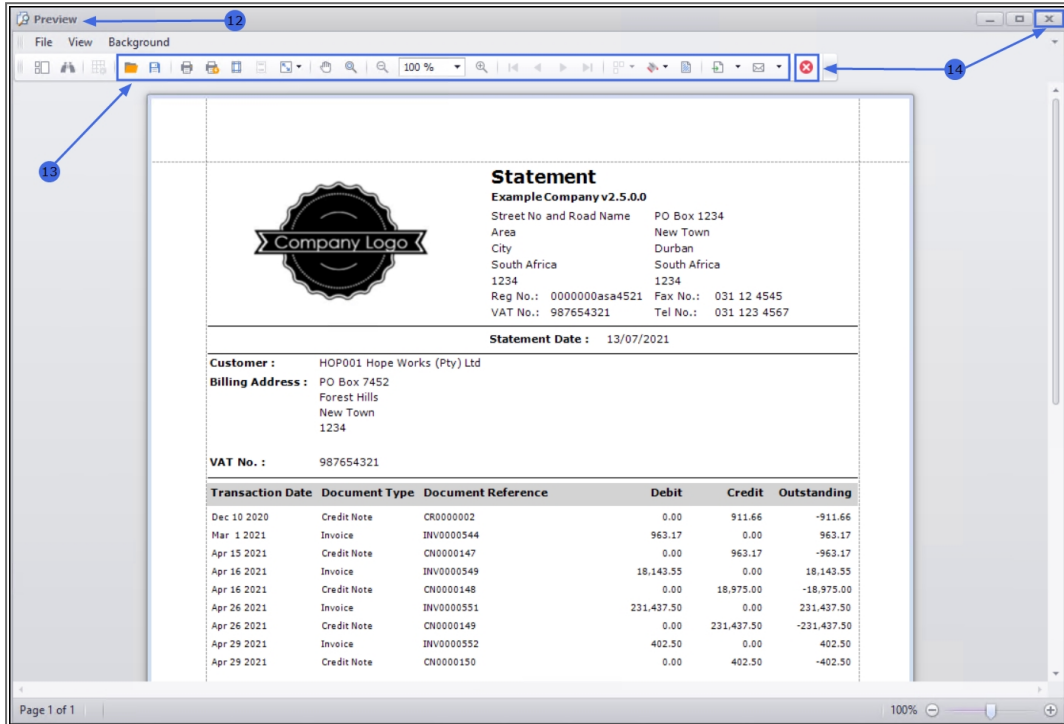 Preview
12
File View Background
100 %
14
13
Statement
Example Company v2.5.0.0
Street No and Road Name PO Box 1234
Area New Town
City Durban
South Africa South Africa
1234 1234
Reg No.: 0000000asa4521 Fax No.: 031 12 4545
VAT No.: 987654321 Tel No.: 031 123 4567
Company Logo
Statement Date : 13/07/2021
Customer : HOP001 Hope Works (Pty) Ltd
Billing Address : PO Box 7452
Forest Hills
New Town
1234
VAT No. : 987654321
Transaction Date Document Type Document Reference Debit Credit Outstanding
Dec 10 2020 Credit Note CR0000002 0.00 911.66 -911.66
Mar 1 2021 Invoice INV0000544 963.17 0.00 963.17
Apr 15 2021 Credit Note CN0000147 0.00 963.17 -963.17
Apr 16 2021 Invoice INV0000549 18,143.55 0.00 18,143.55
Apr 16 2021 Credit Note CN0000148 0.00 18,975.00 -18,975.00
Apr 26 2021 Invoice INV0000551 231,437.50 0.00 231,437.50
Apr 26 2021 Credit Note CN0000149 0.00 231,437.50 -231,437.50
Apr 29 2021 Invoice INV0000552 402.50 0.00 402.50
Apr 29 2021 Credit Note CN0000150 0.00 402.50 -402.50
Page 1 of 1 100%